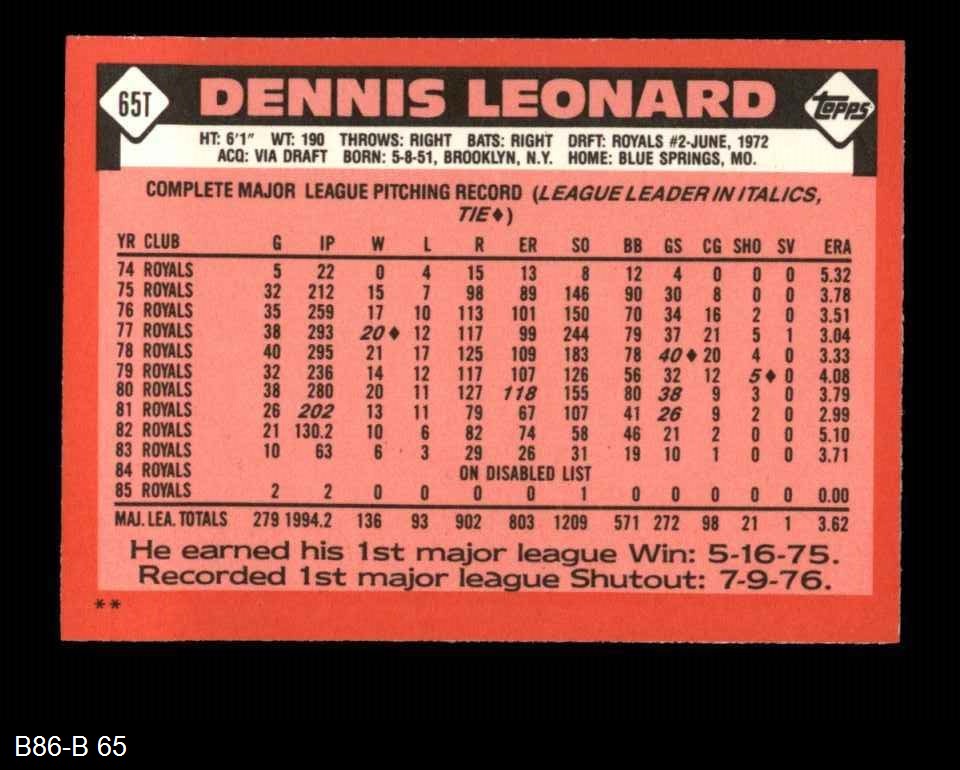 65T DENNIS LEONARD Topps
HT: 6'1" WT: 190 THROWS: RIGHT BATS: RIGHT DRFT: ROYALS #2-JUNE, 1972
ACQ: VIA DRAFT BORN: 5-8-51, BROOKLYN, N.Y. HOME: BLUE SPRINGS, MO.
COMPLETE MAJOR LEAGUE PITCHING RECORD (LEAGUE LEADER IN ITALICS,
TIE♦)
YR CLUB G IP W L R ER SO BB GS CG SHO SV ERA
74 ROYALS 5 22 0 4 15 13 8 12 4 0 0 0 5.32
75 ROYALS 32 212 15 7 98 89 146 90 30 8 0 0 3.78
76 ROYALS 35 259 17 10 113 101 150 70 34 16 2 0 3.51
77 ROYALS 38 293 20♦ 12 117 99 244 79 37 21 5 1 3.04
78 ROYALS 40 295 21 17 125 109 183 78 40♦ 20 4 0 3.33
79 ROYALS 32 236 14 12 117 107 126 56 32 12 5♦ 0 4.08
80 ROYALS 38 280 20 11 127 118 155 80 38 9 3 0 3.79
81 ROYALS 26 202 13 11 79 67 107 41 26 9 2 0 2.99
82 ROYALS 21 130.2 10 6 82 74 58 46 21 2 0 0 5.10
83 ROYALS 10 63 6 3 29 26 31 19 10 1 0 0 3.71
84 ROYALS ON DISABLED LIST
85 ROYALS 2 2 0 0 0 0 1 0 0 0 0 0 0.00
MAJ. LEA. TOTALS 279 1994.2 136 93 902 803 1209 571 272 98 21 1 3.62
He earned his 1st major league Win: 5-16-75.
Recorded 1st major league Shutout: 7-9-76.
**
B86-B 65